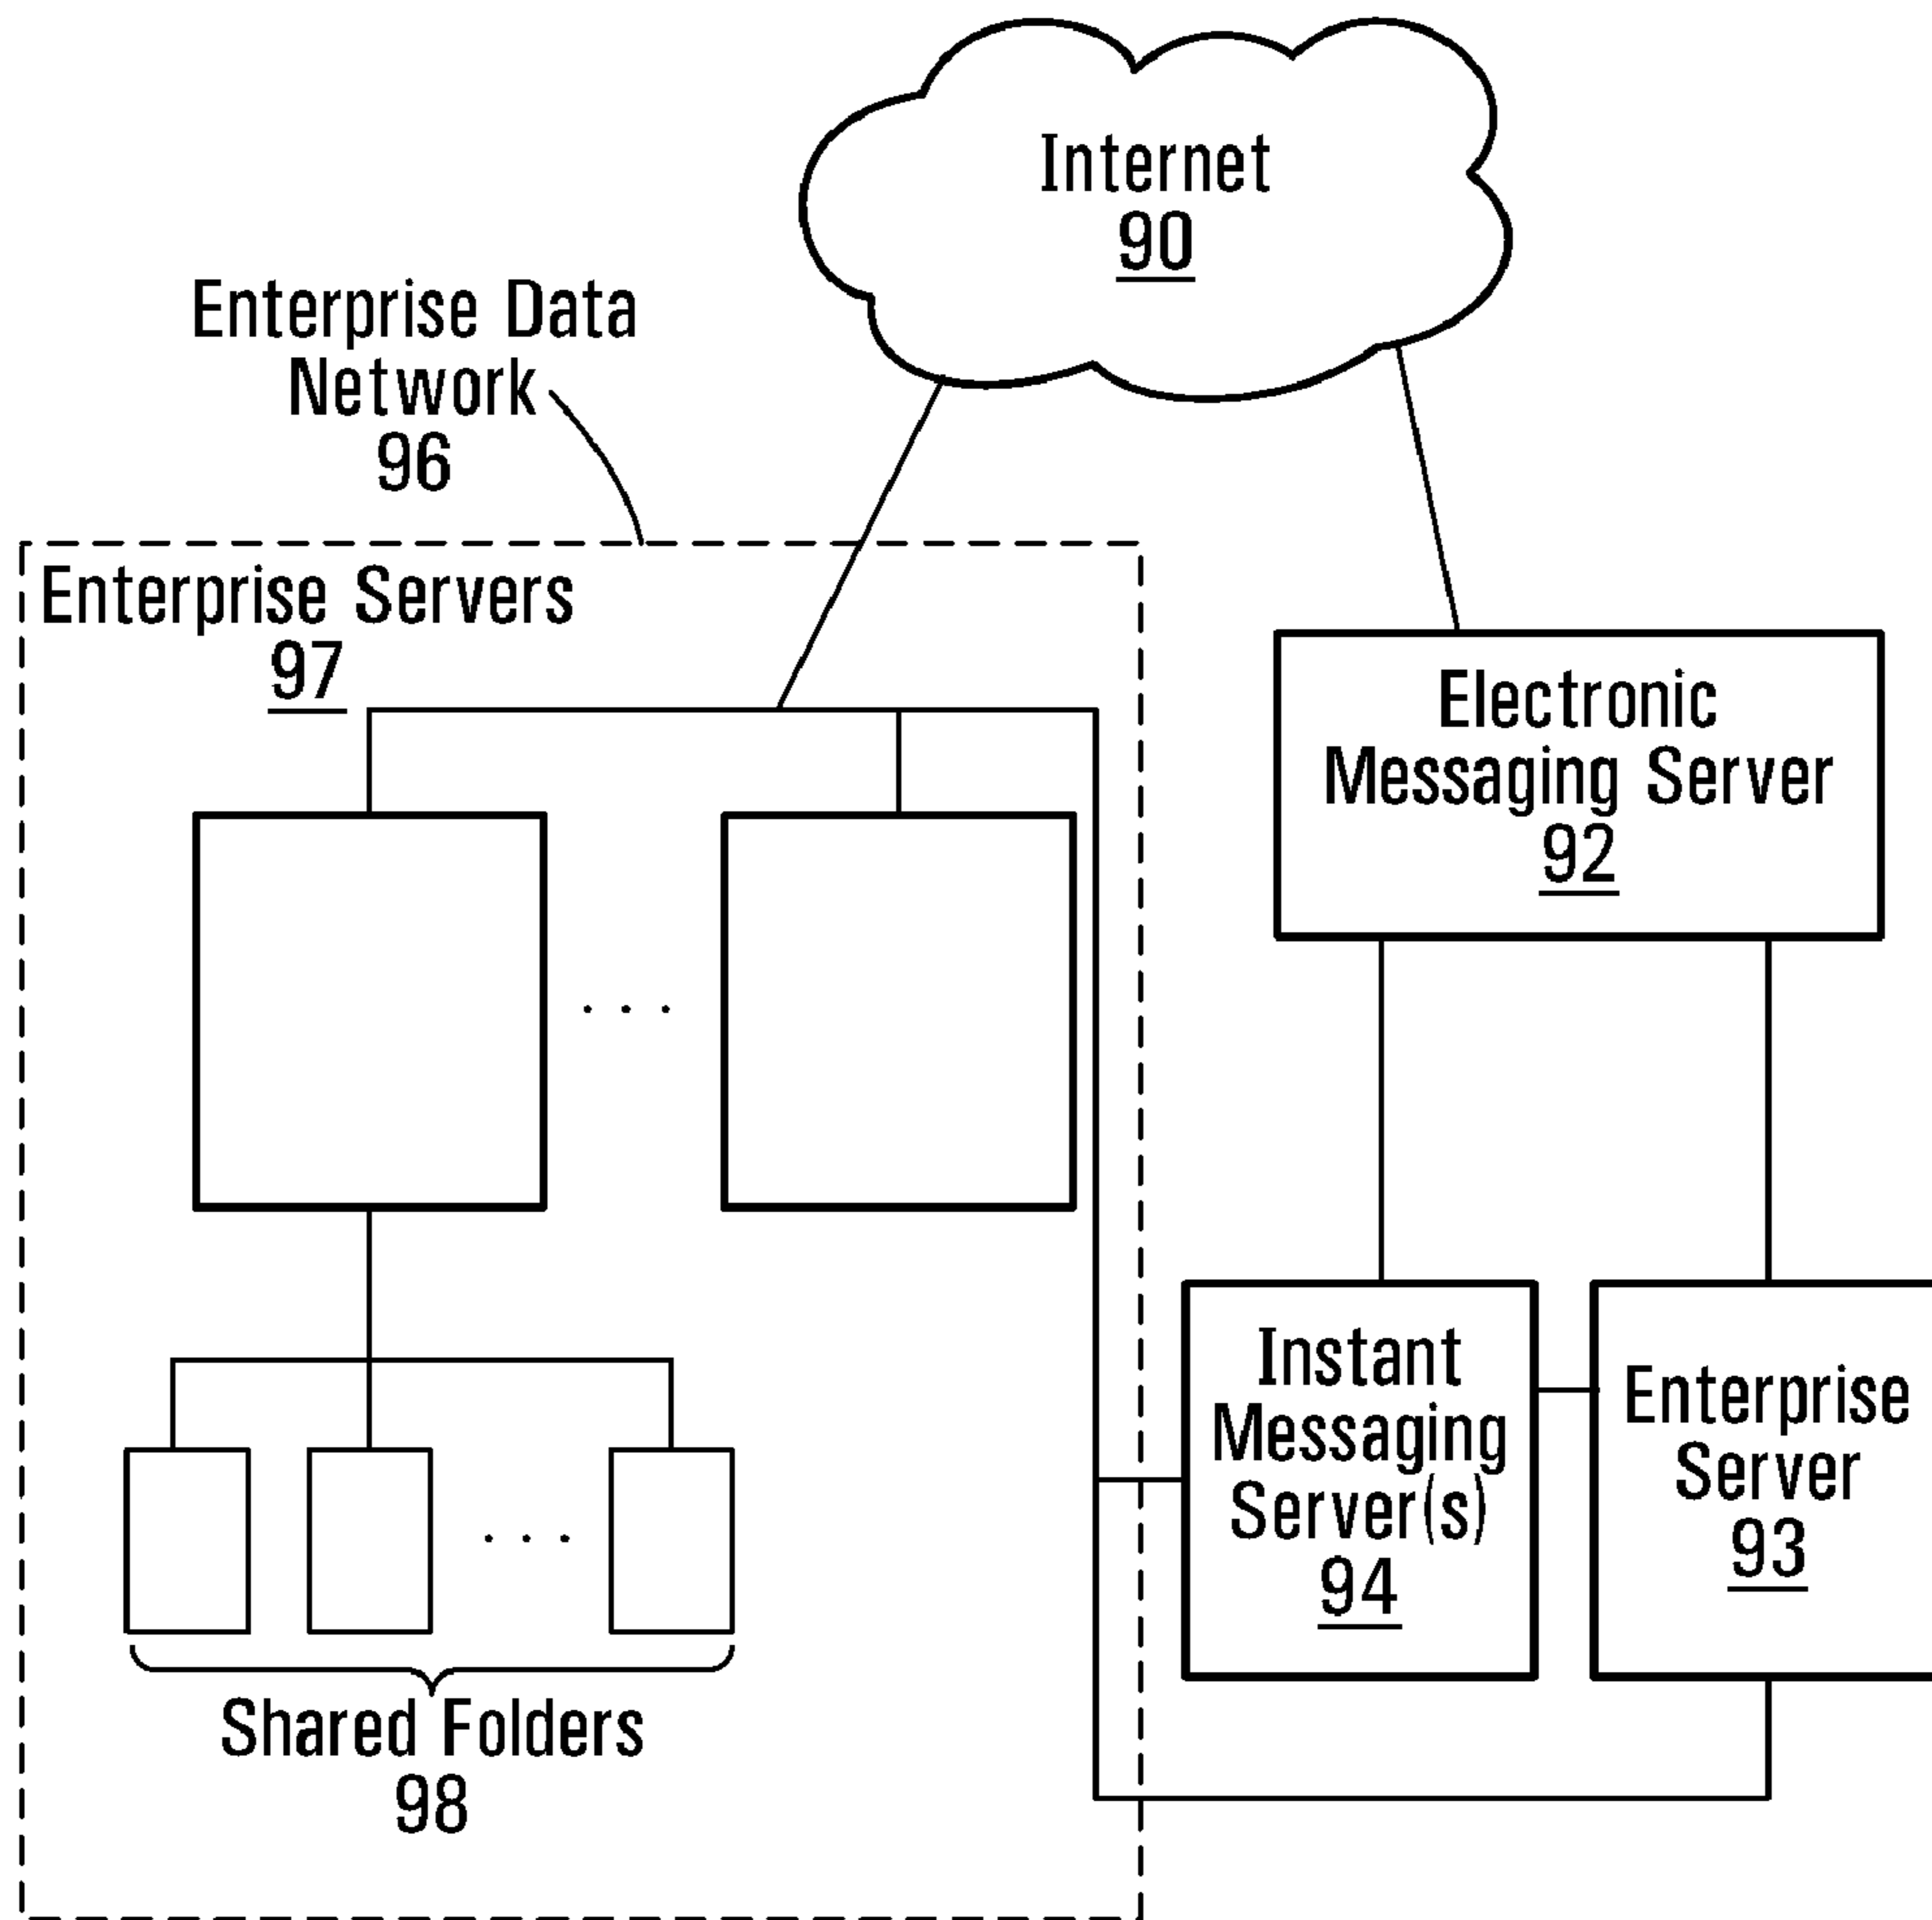 Internet
90
Enterprise Data
Network
96
Enterprise Servers
97
Electronic
Messaging Server
92
. . .
Instant
Messaging
Server(s)
94
Enterprise
Server
93
. . .
Shared Folders
98